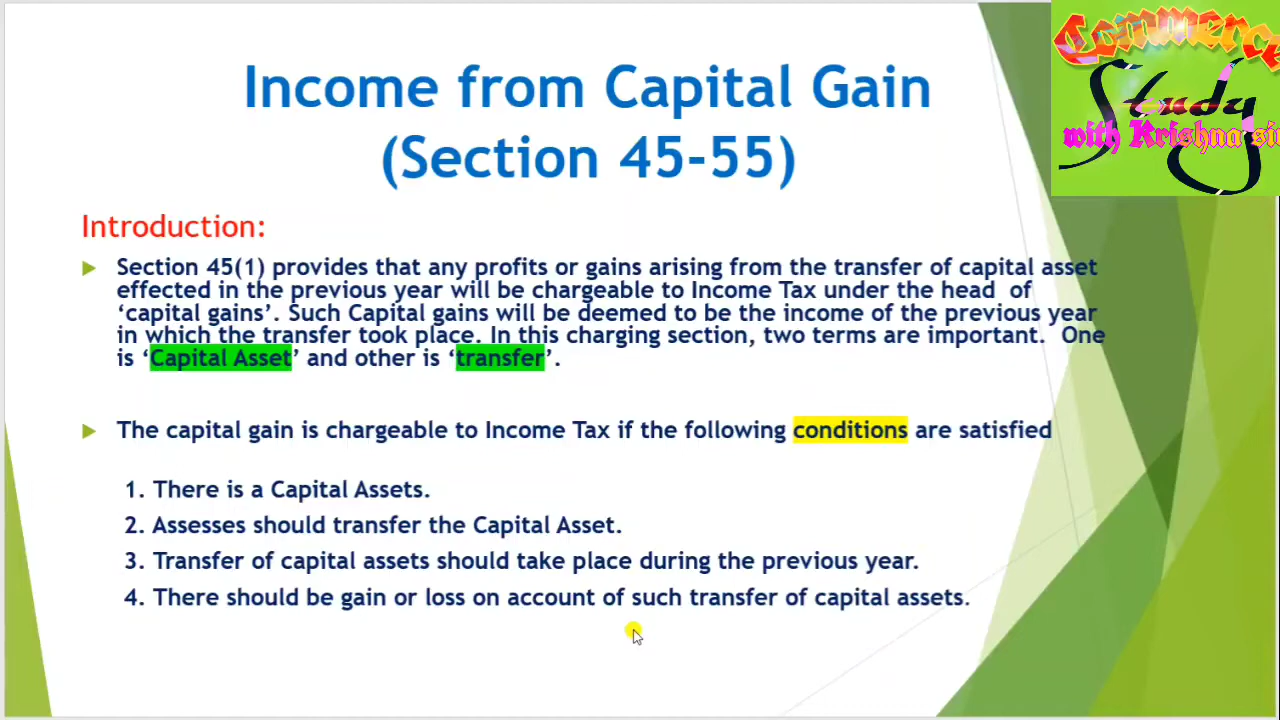 Commerce
Study
with Krishna sir
Income from Capital Gain
(Section 45-55)
Introduction:
Section 45(1) provides that any profits or gains arising from the transfer of capital asset
effected in the previous year will be chargeable to Income Tax under the head of
‘capital gains’. Such Capital gains will be deemed to be the income of the previous year
in which the transfer took place. In this charging section, two terms are important. One
is ‘Capital Asset’ and other is ‘transfer’.
The capital gain is chargeable to Income Tax if the following conditions are satisfied
1. There is a Capital Assets.
2. Assesses should transfer the Capital Asset.
3. Transfer of capital assets should take place during the previous year.
4. There should be gain or loss on account of such transfer of capital assets.